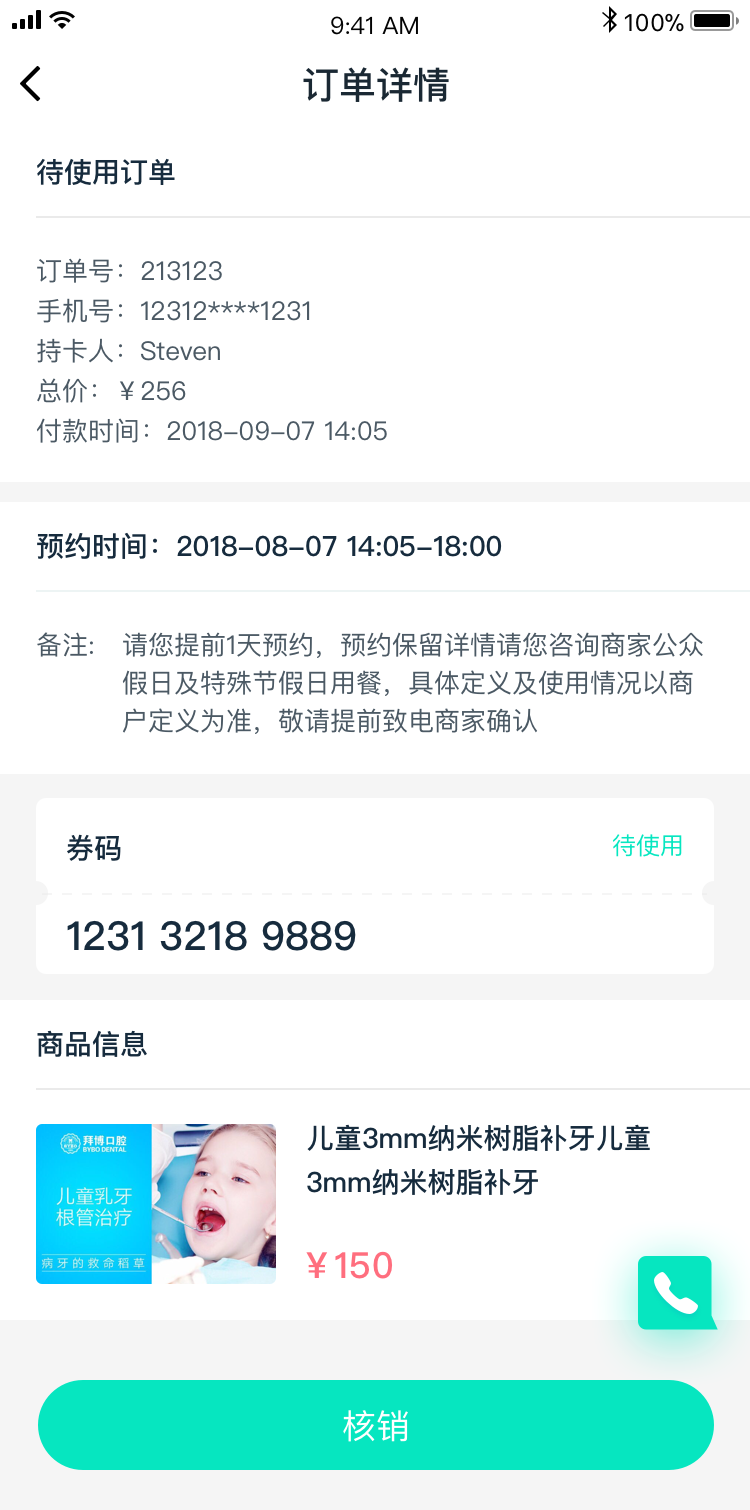 9:41 AM
100%
订单详情
待使用订单
订单号：213123
手机号：12312****1231
持卡人：Steven
总价：￥256
付款时间：2018-09-07 14:05
预约时间：2018-08-07 14:05-18:00
备注: 请您提前1天预约，预约保留详情请您咨询商家公众
假日及特殊节假日用餐，具体定义及使用情况以商
户定义为准，敬请提前致电商家确认
券码
待使用
1231 3218 9889
商品信息
拜博口腔
BYBO DENTAL
儿童乳牙
根管治疗
病牙的救命稻草
儿童3mm纳米树脂补牙儿童
3mm纳米树脂补牙
￥150
核销